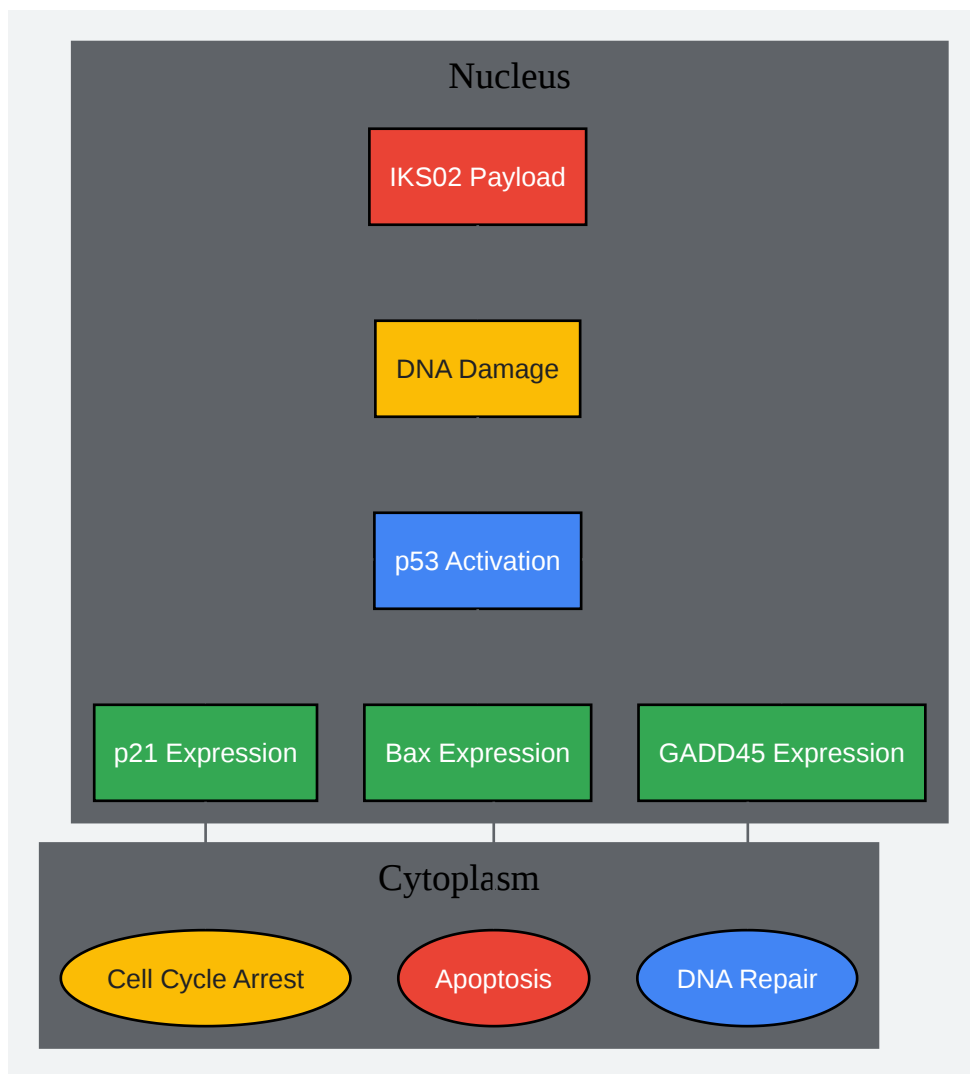 Nucleus
IKS02 Payload
DNA Damage
p53 Activation
p21 Expression
Bax Expression
GADD45 Expression
Cytoplasm
Cell Cycle Arrest
Apoptosis
DNA Repair